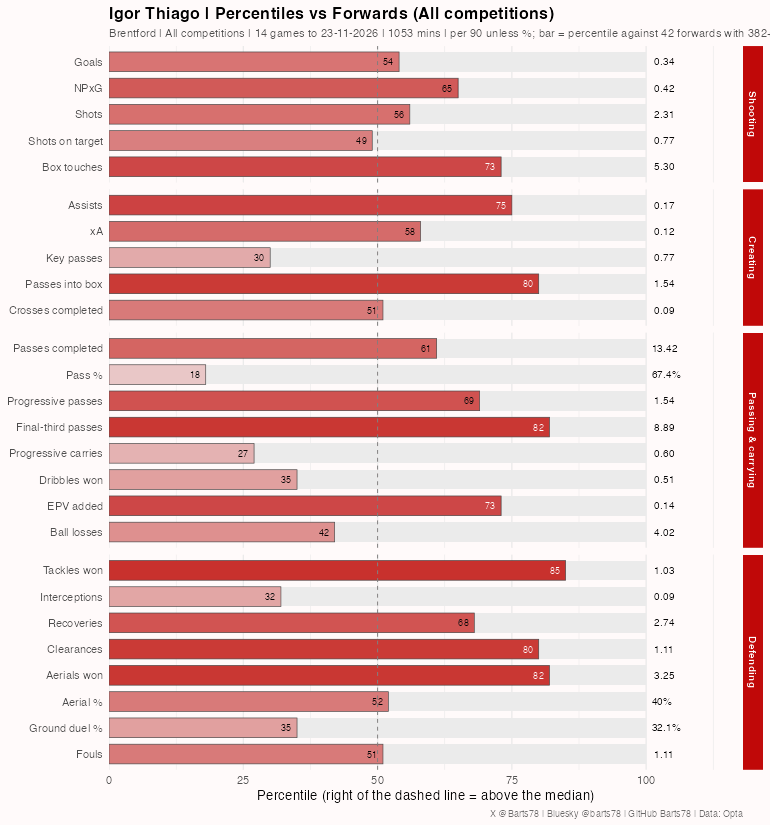 Igor Thiago | Percentiles vs Forwards (All competitions)
Brentford | All competitions | 14 games to 23-11-2026 | 1053 mins | per 90 unless %; bar = percentile against 42 forwards with 382-
Goals 54 0.34
NPxG 65 0.42
Shots 56 2.31
Shots on target 49 0.77
Box touches 73 5.30
Shooting
Assists 75 0.17
xA 58 0.12
Key passes 30 0.77
Passes into box 80 1.54
Crosses completed 51 0.09
Creating
Passes completed 61 13.42
Pass % 18 67.4%
Progressive passes 69 1.54
Final-third passes 82 8.89
Progressive carries 27 0.60
Dribbles won 35 0.51
EPV added 73 0.14
Ball losses 42 4.02
Passing & carrying
Tackles won 85 1.03
Interceptions 32 0.09
Recoveries 68 2.74
Clearances 80 1.11
Aerials won 82 3.25
Aerial % 52 40%
Ground duel % 35 32.1%
Fouls 51 1.11
Defending
0 25 50 75 100
Percentile (right of the dashed line = above the median)
X @Barts78 | Bluesky @barts78 | GitHub Barts78 | Data: Opta